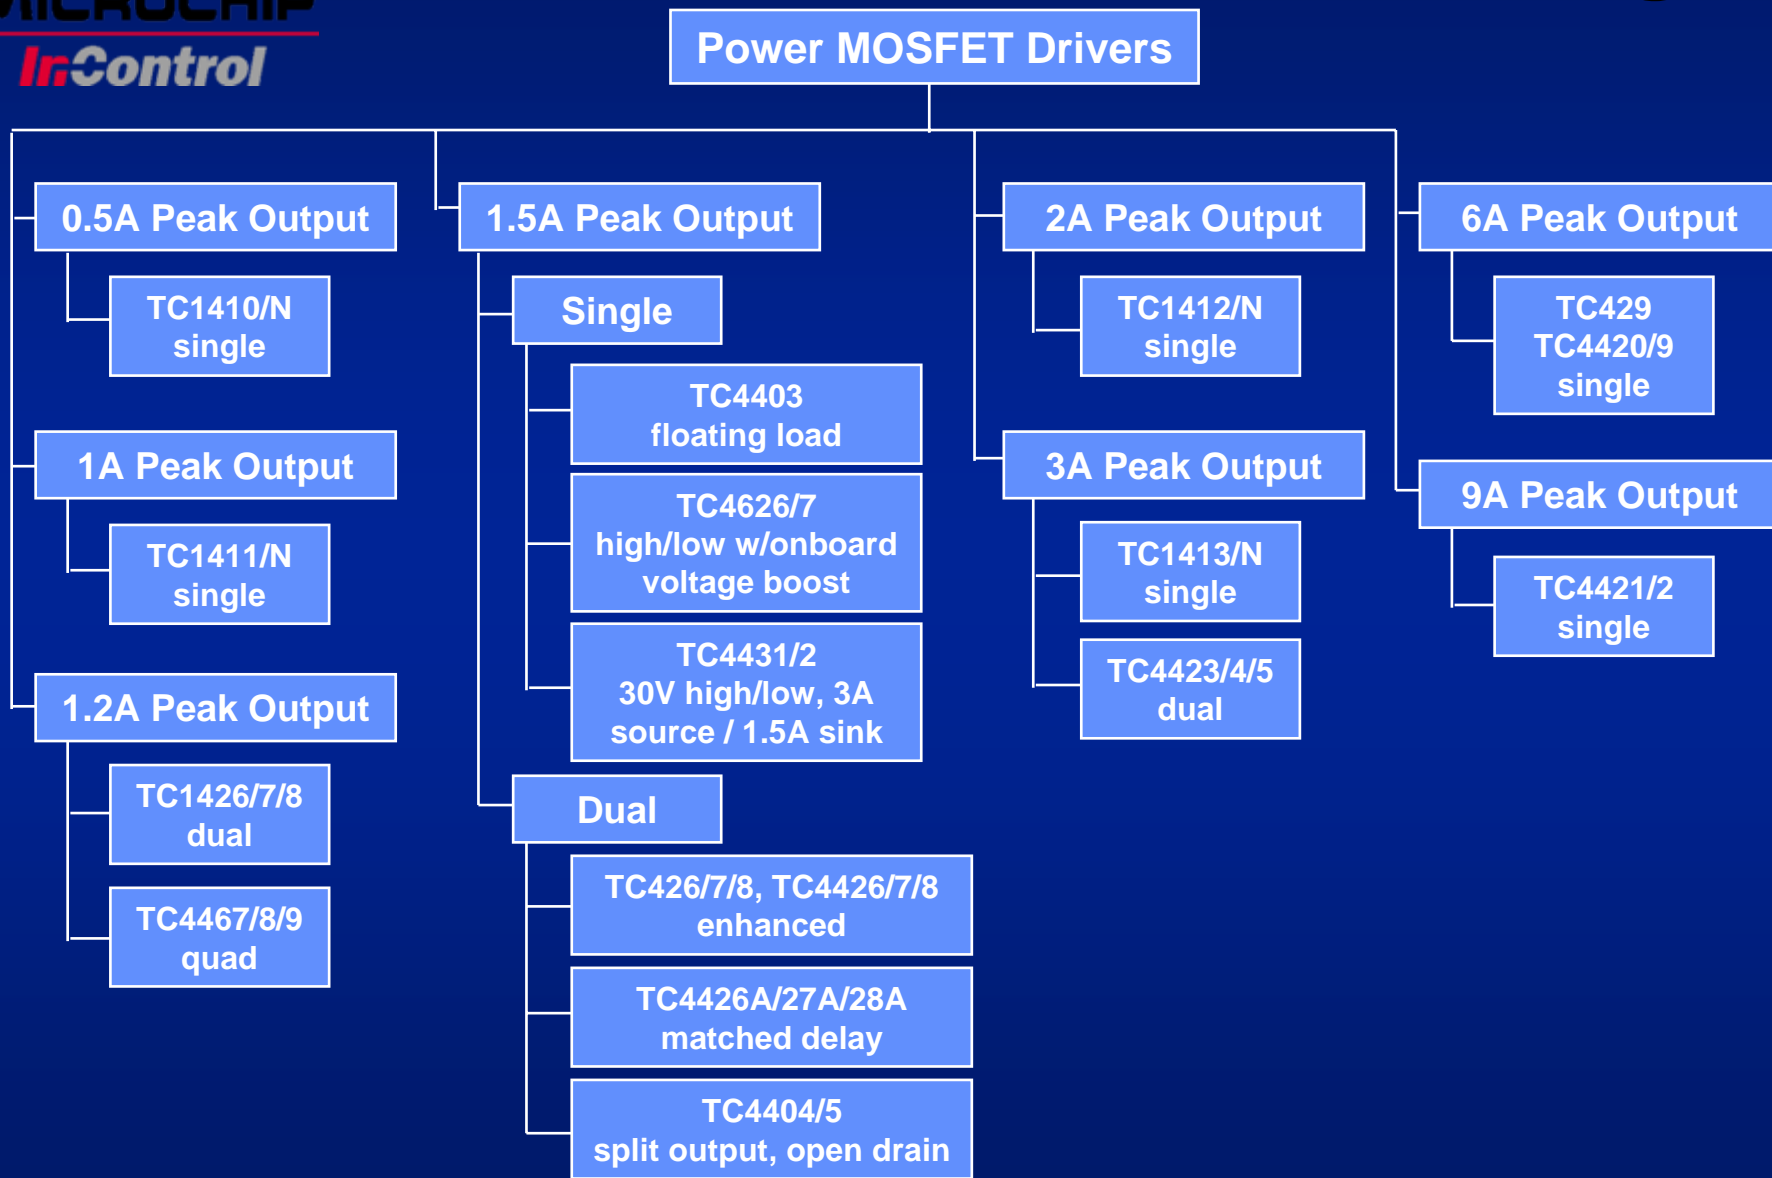 MICROCHIP
InControl
Power MOSFET Drivers
0.5A Peak Output
TC1410/N
single
1A Peak Output
TC1411/N
single
1.2A Peak Output
TC1426/7/8
dual
TC4467/8/9
quad
1.5A Peak Output
Single
TC4403
floating load
TC4626/7
high/low w/onboard
voltage boost
TC4431/2
30V high/low, 3A
source / 1.5A sink
Dual
TC426/7/8, TC4426/7/8
enhanced
TC4426A/27A/28A
matched delay
TC4404/5
split output, open drain
2A Peak Output
TC1412/N
single
3A Peak Output
TC1413/N
single
TC4423/4/5
dual
6A Peak Output
TC429
TC4420/9
single
9A Peak Output
TC4421/2
single